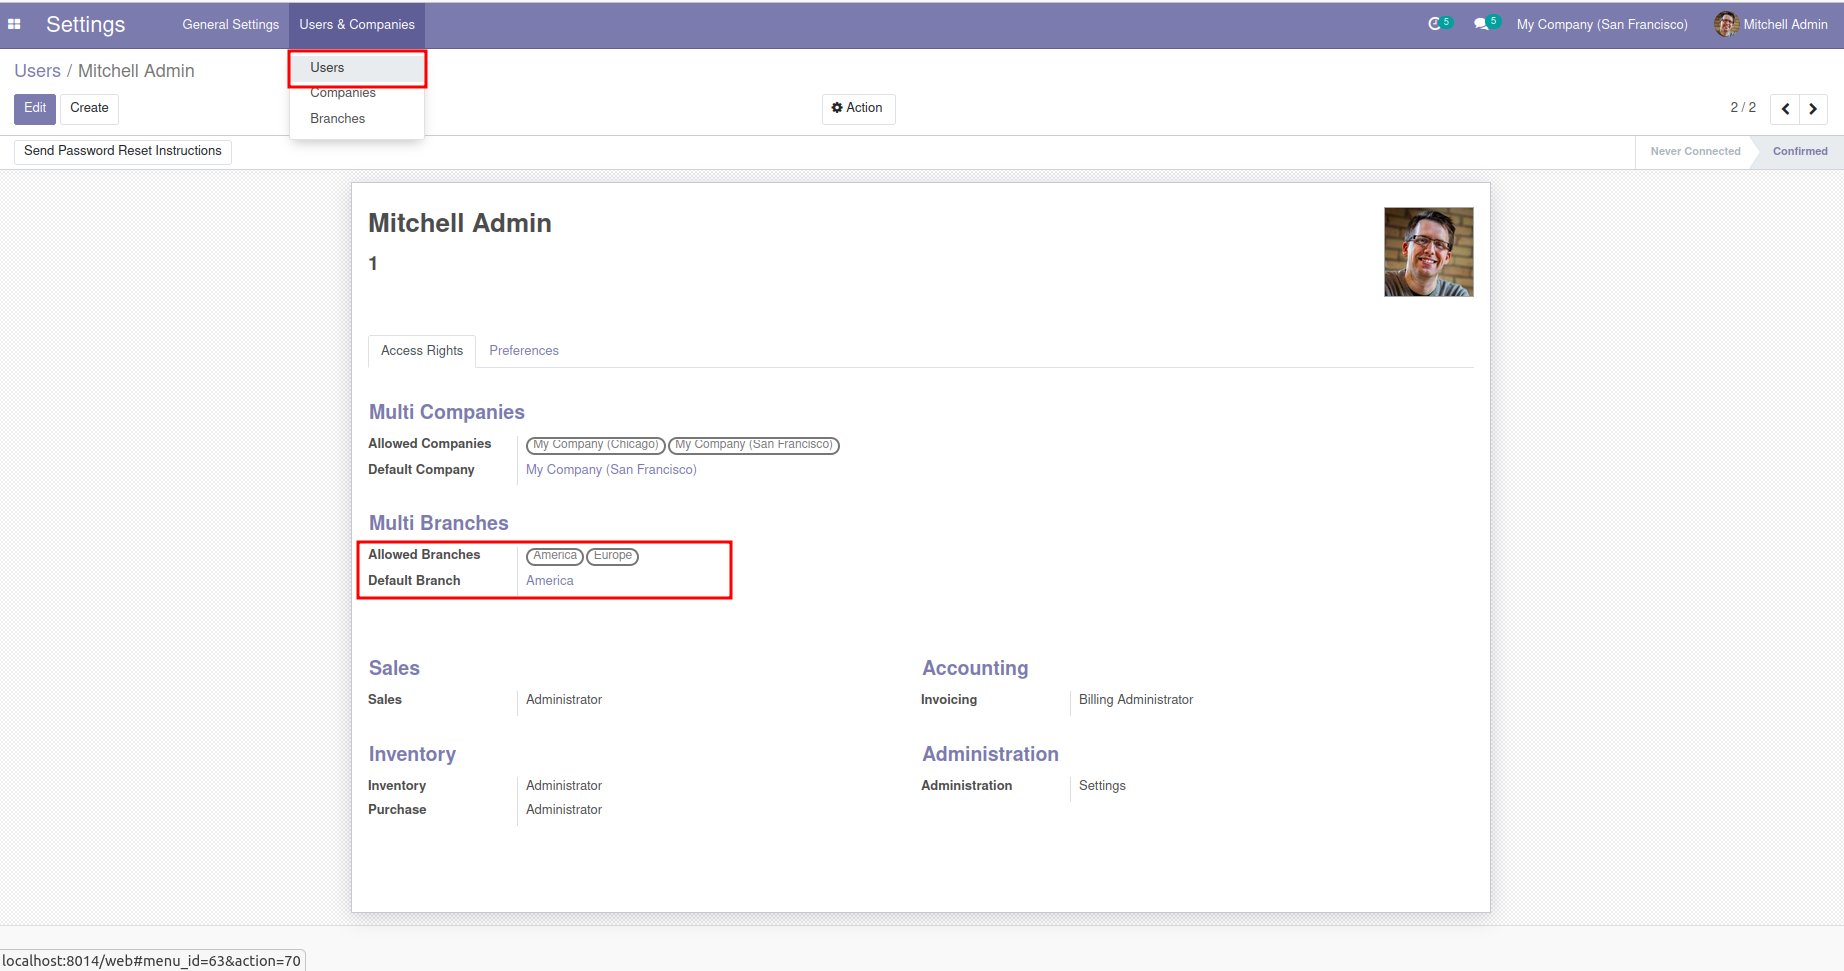 Settings General Settings Users & Companies 5 5 My Company (San Francisco) Mitchell Admin
Users / Mitchell Admin
Users
Companies
Branches
Edit Create Action 2 / 2
Send Password Reset Instructions Never Connected Confirmed
Mitchell Admin
1
Access Rights Preferences
Multi Companies
Allowed Companies My Company (Chicago) My Company (San Francisco)
Default Company My Company (San Francisco)
Multi Branches
Allowed Branches America Europe
Default Branch America
Sales Accounting
Sales Administrator Invoicing Billing Administrator
Inventory Administration
Inventory Administrator Administration Settings
Purchase Administrator
localhost:8014/web#menu_id=63&action=70